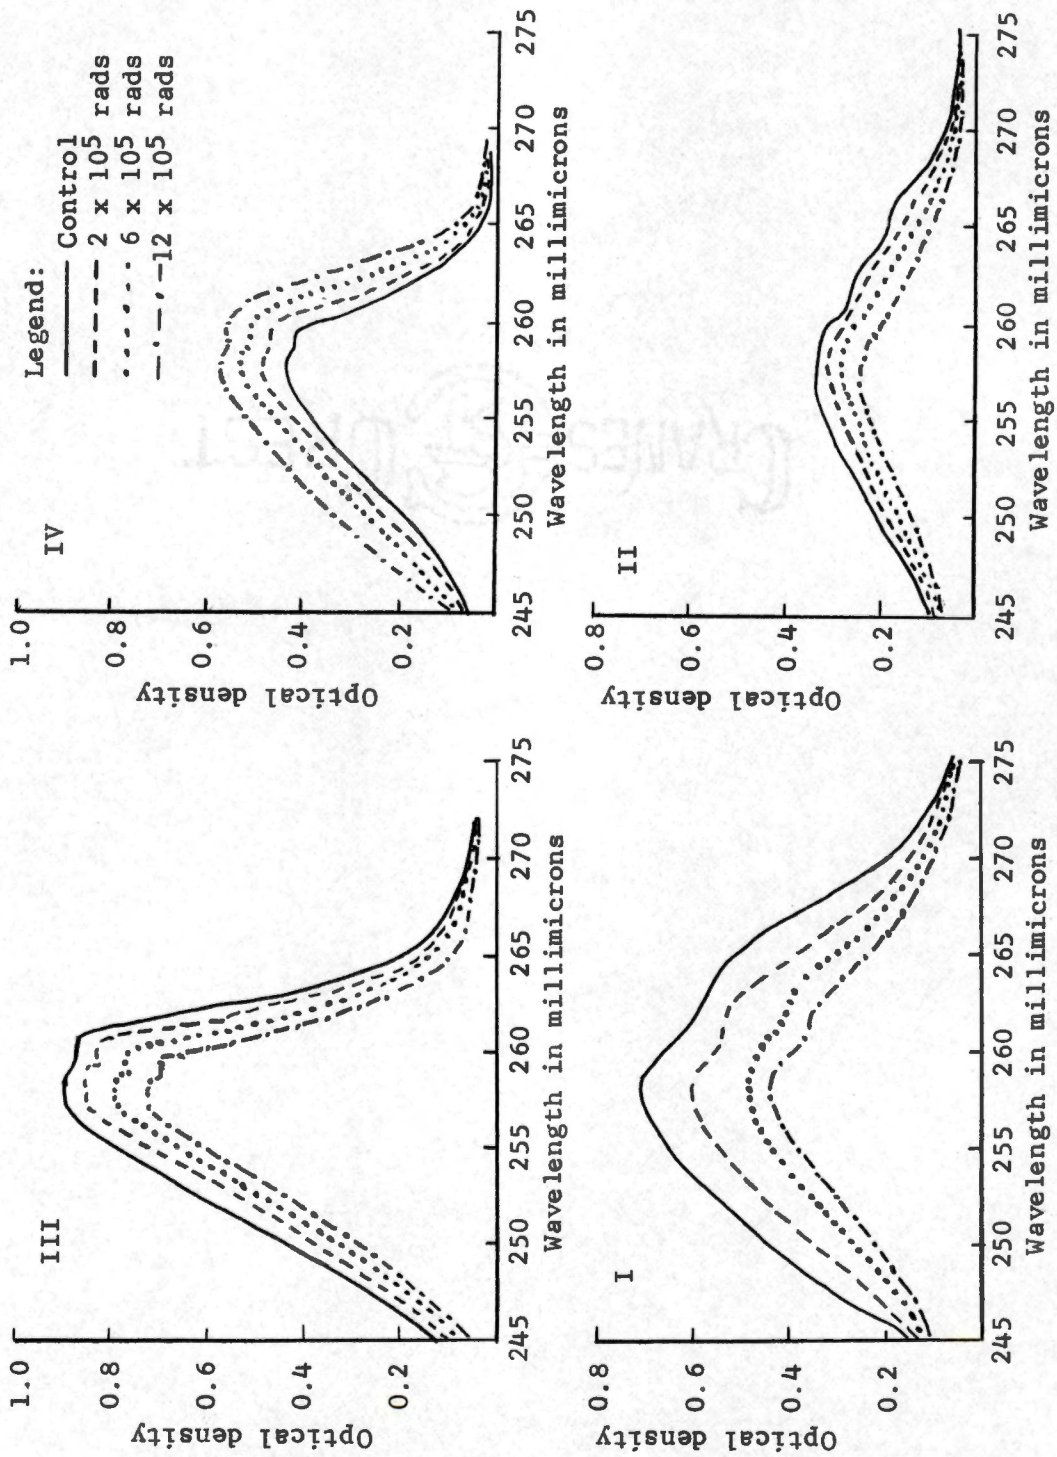 Legend:
Control
2 x 105 rads
6 x 105 rads
12 x 105 rads
III
Optical density
1.0
0.8
0.6
0.4
0.2
245 250 255 260 265 270 275
Wavelength in millimicrons
IV
Optical density
1.0
0.8
0.6
0.4
0.2
245 250 255 260 265 270 275
Wavelength in millimicrons
I
Optical density
0.8
0.6
0.4
0.2
245 250 255 260 265 270 275
Wavelength in millimicrons
II
Optical density
0.8
0.6
0.4
0.2
245 250 255 260 265 270 275
Wavelength in millimicrons